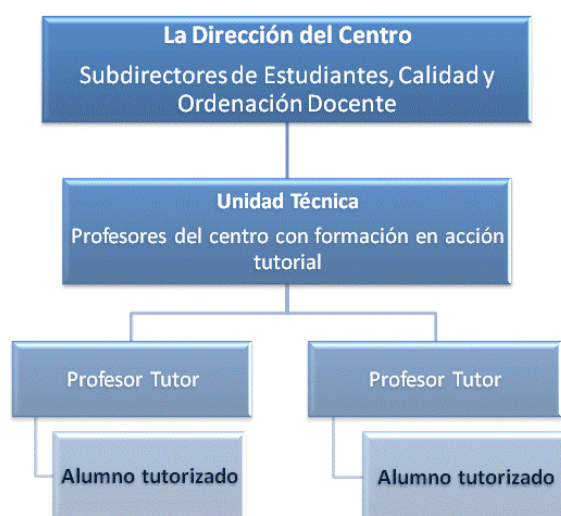 La Dirección del Centro
Subdirectores de Estudiantes, Calidad y
Ordenación Docente
Unidad Técnica
Profesores del centro con formación en acción
tutorial
Profesor Tutor
Profesor Tutor
Alumno tutorizado
Alumno tutorizado